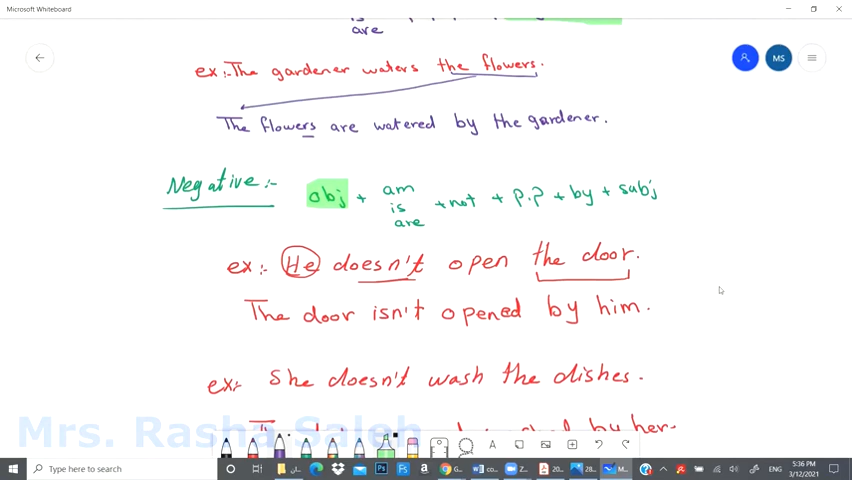 Microsoft Whiteboard
is
are
ex:- The gardener waters the flowers.
MS
The flowers are watered by the gardener.
Negative:- obj + am is are + not + p.p + by + subj
ex:- He doesn't open the door.
The door isn't opened by him.
ex:- She doesn't wash the dishes.
by her.
Mrs. Rasha Saleh
Type here to search
5:36 PM
3/12/2021